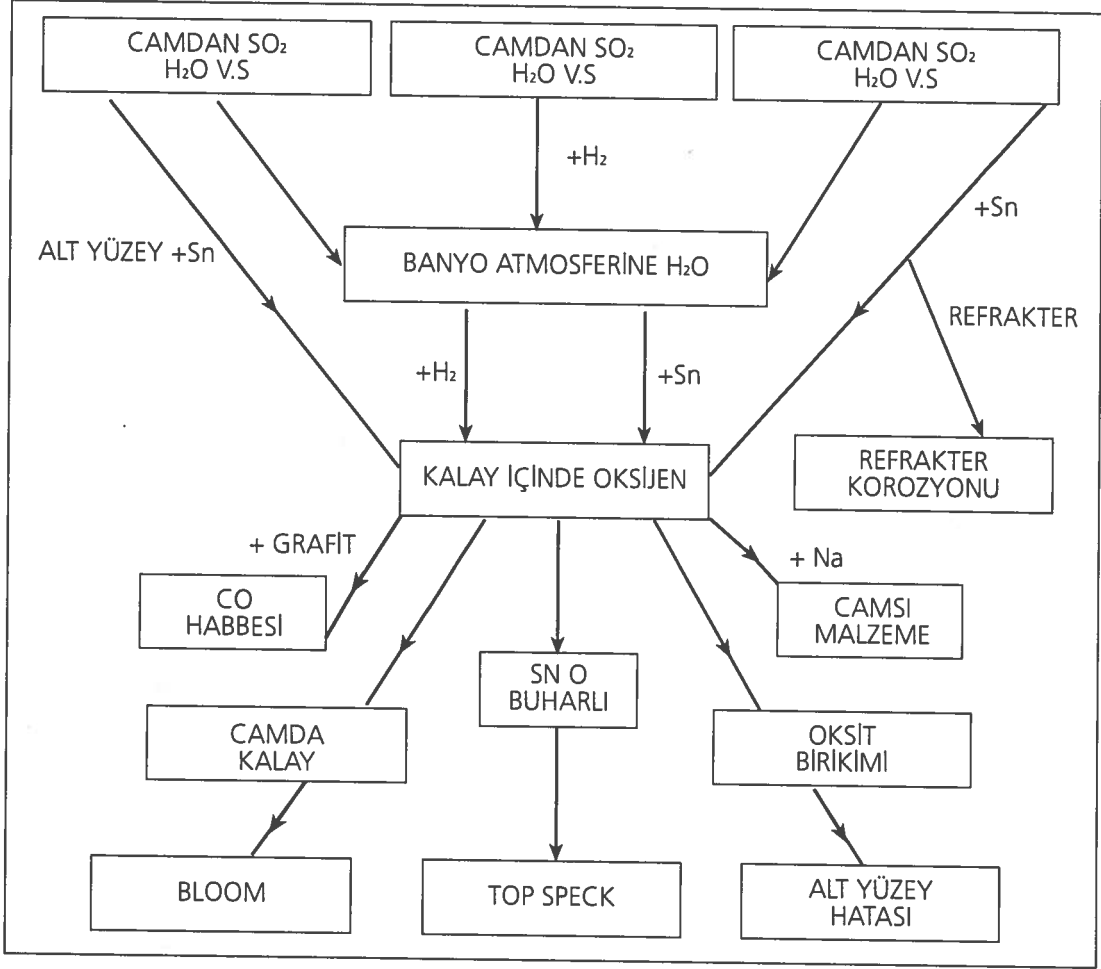 CAMDAN SO₂
H₂O V.S
CAMDAN SO₂
H₂O V.S
CAMDAN SO₂
H₂O V.S
+H₂
+Sn
ALT YÜZEY +Sn
BANYO ATMOSFERİNE H₂O
REFRAKTER
+H₂
+Sn
KALAY İÇİNDE OKSİJEN
REFRAKTER
KOROZYONU
+ GRAFİT
+ Na
CO
HABBESİ
CAMSI
MALZEME
SN O
BUHARLI
CAMDA
KALAY
OKSİT
BİRİKİMİ
BLOOM
TOP SPECK
ALT YÜZEY
HATASI